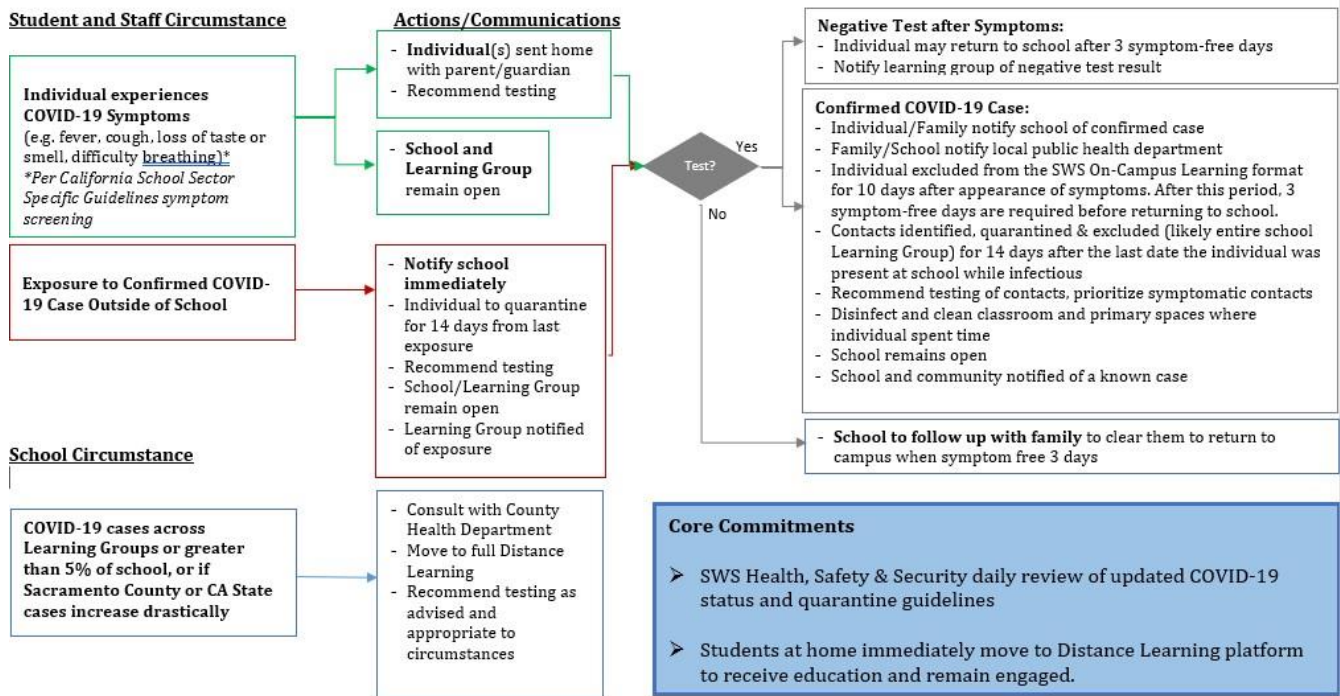 Student and Staff Circumstance
Individual experiences
COVID-19 Symptoms
(e.g. fever, cough, loss of taste or
smell, difficulty breathing)*
*Per California School Sector
Specific Guidelines symptom
screening
Exposure to Confirmed COVID-
19 Case Outside of School
Actions/Communications
- Individual(s) sent home
with parent/guardian
- Recommend testing
- School and
Learning Group
remain open
- Notify school
immediately
- Individual to quarantine
for 14 days from last
exposure
- Recommend testing
- School/Learning Group
remain open
- Learning Group notified
of exposure
Test?
Yes
No
Negative Test after Symptoms:
- Individual may return to school after 3 symptom-free days
- Notify learning group of negative test result
Confirmed COVID-19 Case:
- Individual/Family notify school of confirmed case
- Family/School notify local public health department
- Individual excluded from the SWS On-Campus Learning format
for 10 days after appearance of symptoms. After this period, 3
symptom-free days are required before returning to school.
- Contacts identified, quarantined & excluded (likely entire school
Learning Group) for 14 days after the last date the individual was
present at school while infectious
- Recommend testing of contacts, prioritize symptomatic contacts
- Disinfect and clean classroom and primary spaces where
individual spent time
- School remains open
- School and community notified of a known case
- School to follow up with family to clear them to return to
campus when symptom free 3 days
School Circumstance
COVID-19 cases across
Learning Groups or greater
than 5% of school, or if
Sacramento County or CA State
cases increase drastically
- Consult with County
Health Department
- Move to full Distance
Learning
- Recommend testing as
advised and
appropriate to
circumstances
Core Commitments
➤ SWS Health, Safety & Security daily review of updated COVID-19
status and quarantine guidelines
➤ Students at home immediately move to Distance Learning platform
to receive education and remain engaged.